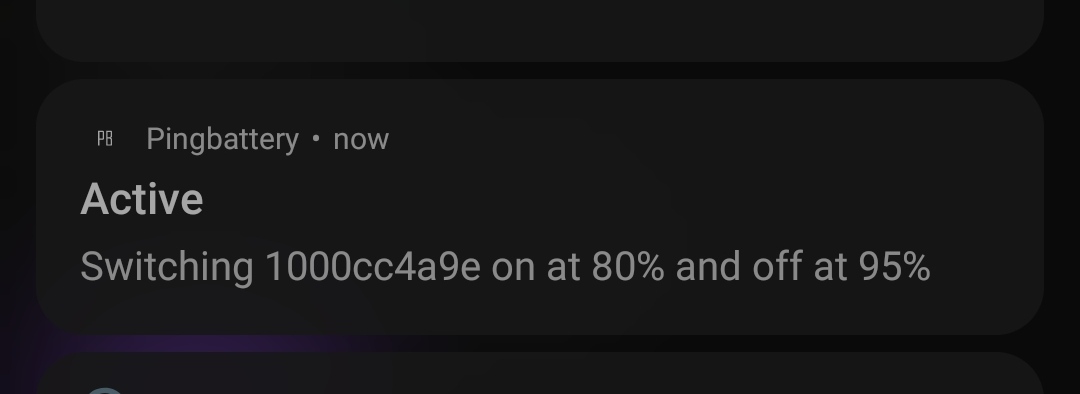 PB Pingbattery • now
Active
Switching 1000cc4a9e on at 80% and off at 95%